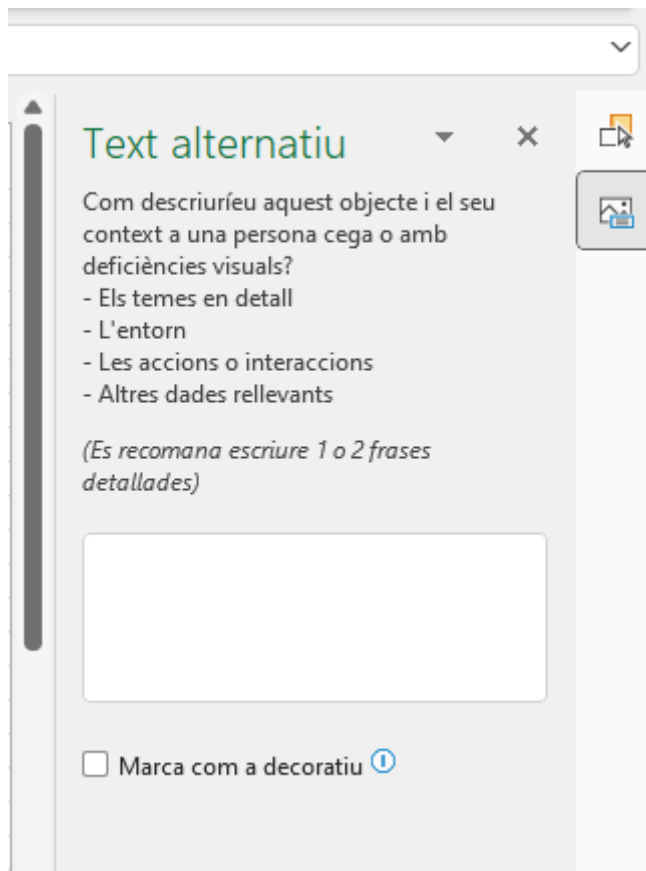 Text alternatiu
Com descriuríeu aquest objecte i el seu
context a una persona cega o amb
deficiències visuals?
- Els temes en detall
- L'entorn
- Les accions o interaccions
- Altres dades rellevants
(Es recomana escriure 1 o 2 frases
detallades)
Marca com a decoratiu